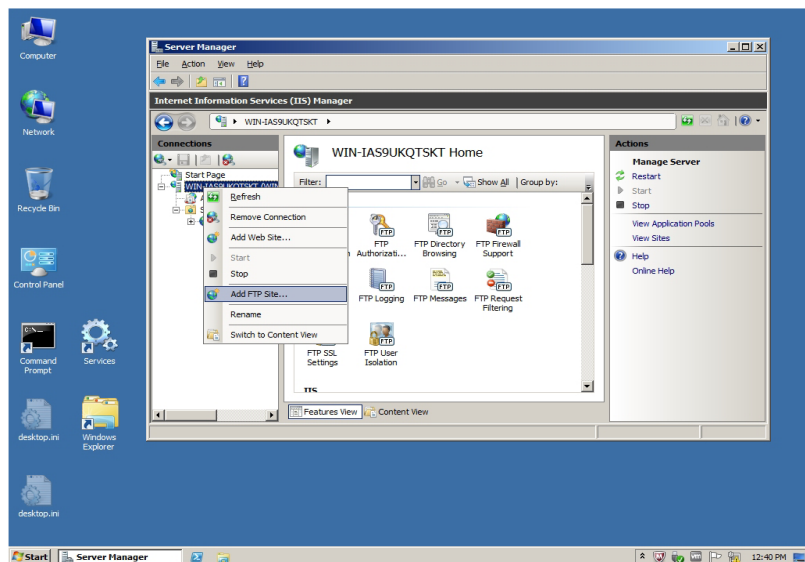 Computer
Network
Recycle Bin
Control Panel
Command Prompt
Services
desktop.ini
Windows Explorer
desktop.ini
Server Manager
File Action View Help
Internet Information Services (IIS) Manager
WIN-IAS9UKQTSKT
Connections
Start Page
WIN-IAS9UKQTSKT (WIN
Refresh
Remove Connection
Add Web Site...
Start
Stop
Add FTP Site...
Rename
Switch to Content View
WIN-IAS9UKQTSKT Home
Filter: Go Show All Group by:
FTP Authorizati...
FTP Directory Browsing
FTP Firewall Support
FTP Logging
FTP Messages
FTP Request Filtering
FTP SSL Settings
FTP User Isolation
IIS
Features View Content View
Actions
Manage Server
Restart
Start
Stop
View Application Pools
View Sites
Help
Online Help
Start Server Manager 12:40 PM